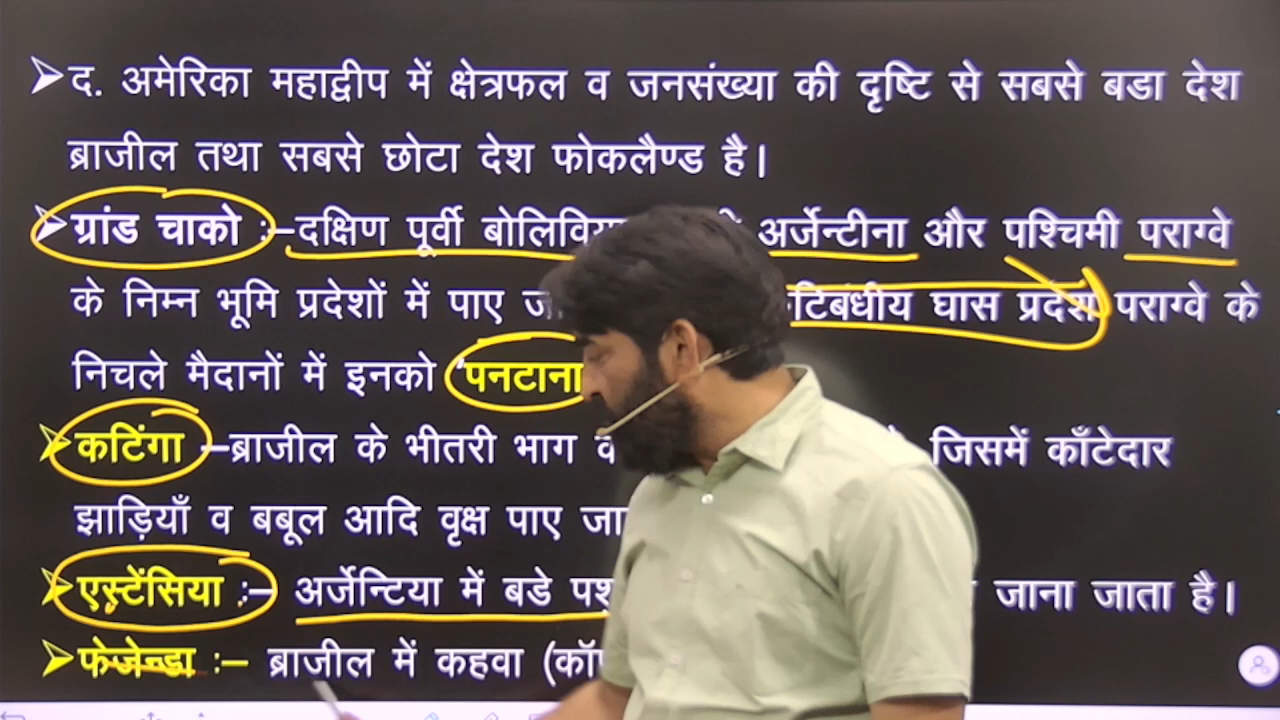 द. अमेरिका महाद्वीप में क्षेत्रफल व जनसंख्या की दृष्टि से सबसे बडा देश
ब्राजील तथा सबसे छोटा देश फोकलैण्ड है।
ग्रांड चाको :–दक्षिण पूर्वी अर्जेन्टीना और पश्चिमी पराग्वे
के निम्न भूमि प्रदेशों में पाए घास प्रदेश पराग्वे के
निचले मैदानों में इनको
कटिंगा –ब्राजील के भीतरी भाग जिसमें काँटेदार
झाड़ियाँ व बबूल आदि वृक्ष पाए
एस्टेंसिया :– अर्जेन्टिया में बडे जाना जाता है।
फेजेन्डा :– ब्राजील में कहवा